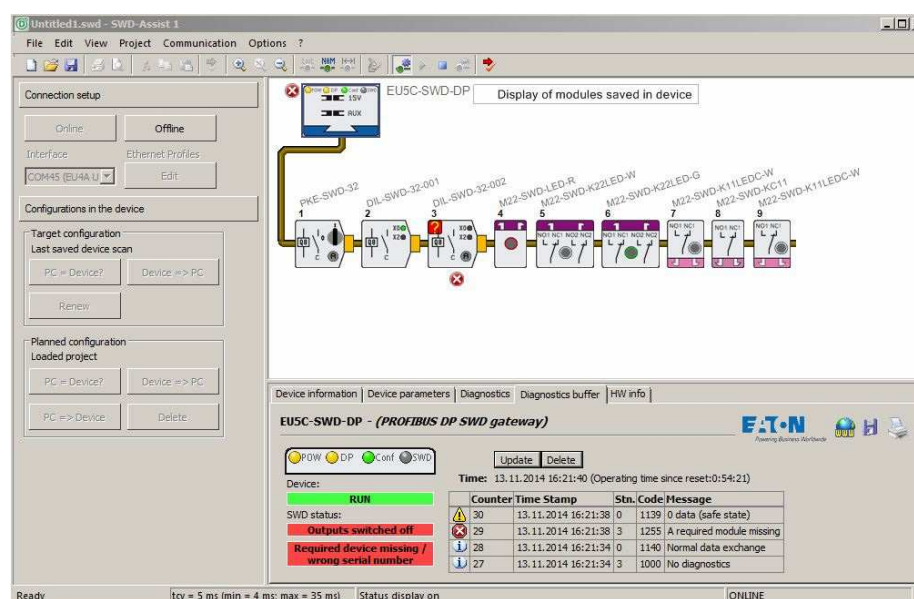 Untitled1.swd - SWD-Assist 1
File Edit View Project Communication Options ?
Connection setup
Online Offline
Interface Ethernet Profiles
COM45 (EU4A-U Edit
Configurations in the device
Target configuration
Last saved device scan
PC = Device? Device => PC
Renew
Planned configuration
Loaded project
PC = Device? Device => PC
PC => Device Delete
POW DP Conf SWD
15V
AUX
EU5C-SWD-DP
Display of modules saved in device
PKE-SWD-32
DIL-SWD-32-001
DIL-SWD-32-002
M22-SWD-LED-R
M22-SWD-K22LED-W
M22-SWD-K22LED-G
M22-SWD-K11LEDC-W
M22-SWD-KC11
M22-SWD-K11LEDC-W
1 2 3 4 5 6 7 8 9
Device information Device parameters Diagnostics Diagnostics buffer HW info
EU5C-SWD-DP - (PROFIBUS DP SWD gateway)
EATON
Powering Business Worldwide
POW DP Conf SWD
Device:
RUN
SWD status:
Outputs switched off
Required device missing /
wrong serial number
Update Delete
Time: 13.11.2014 16:21:40 (Operating time since reset:0:54:21)
Counter Time Stamp Stn. Code Message
30 13.11.2014 16:21:38 0 1139 0 data (safe state)
29 13.11.2014 16:21:38 3 1255 A required module missing
28 13.11.2014 16:21:34 0 1140 Normal data exchange
27 13.11.2014 16:21:34 3 1000 No diagnostics
Ready tcy = 5 ms (min = 4 ms; max = 35 ms) Status display on ONLINE